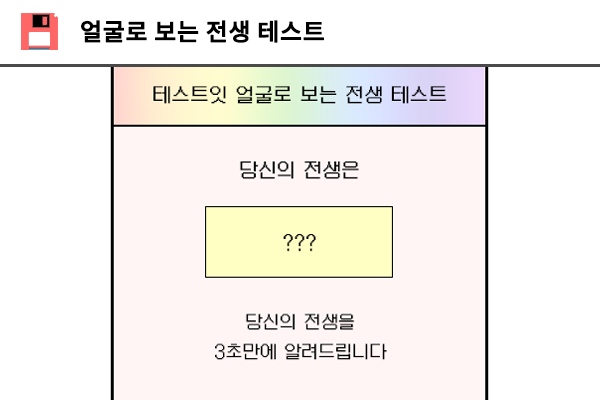 얼굴로 보는 전생 테스트
테스트잇 얼굴로 보는 전생 테스트
당신의 전생은
???
당신의 전생을
3초만에 알려드립니다